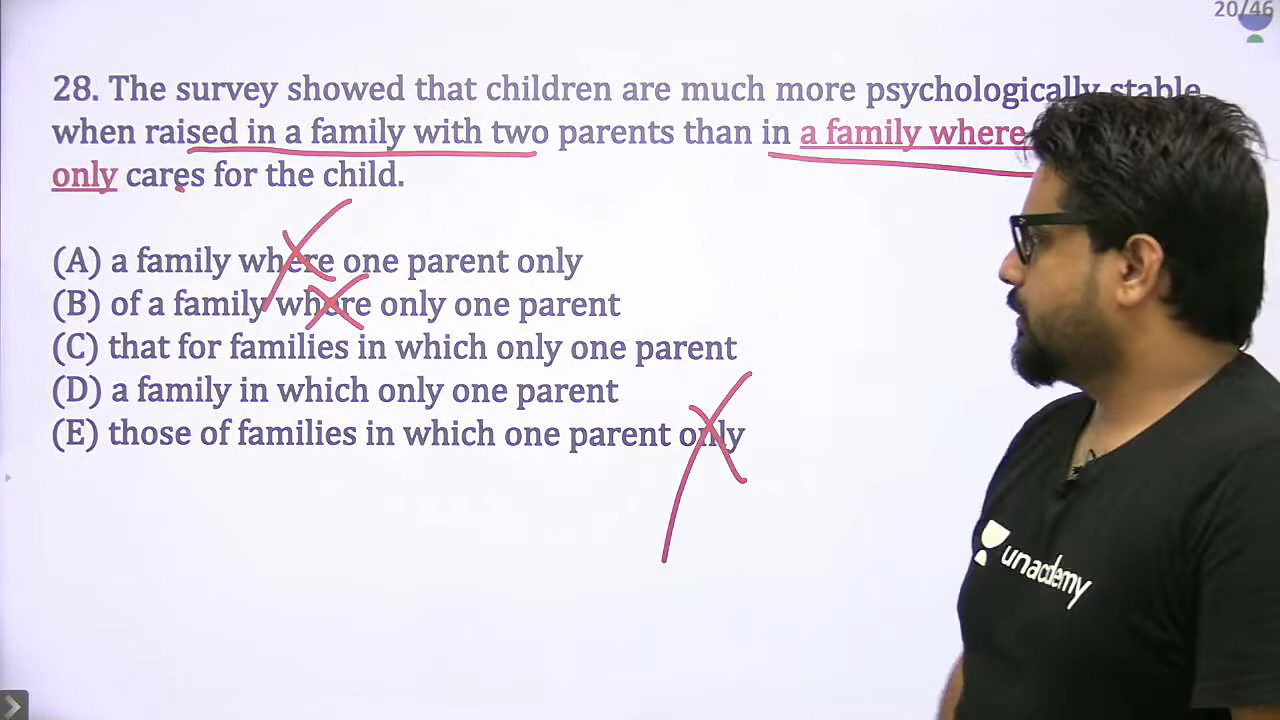 20/46
28. The survey showed that children are much more psychologically stable
when raised in a family with two parents than in a family where
only cares for the child.
(A) a family where one parent only
(B) of a family where only one parent
(C) that for families in which only one parent
(D) a family in which only one parent
(E) those of families in which one parent only
unacademy